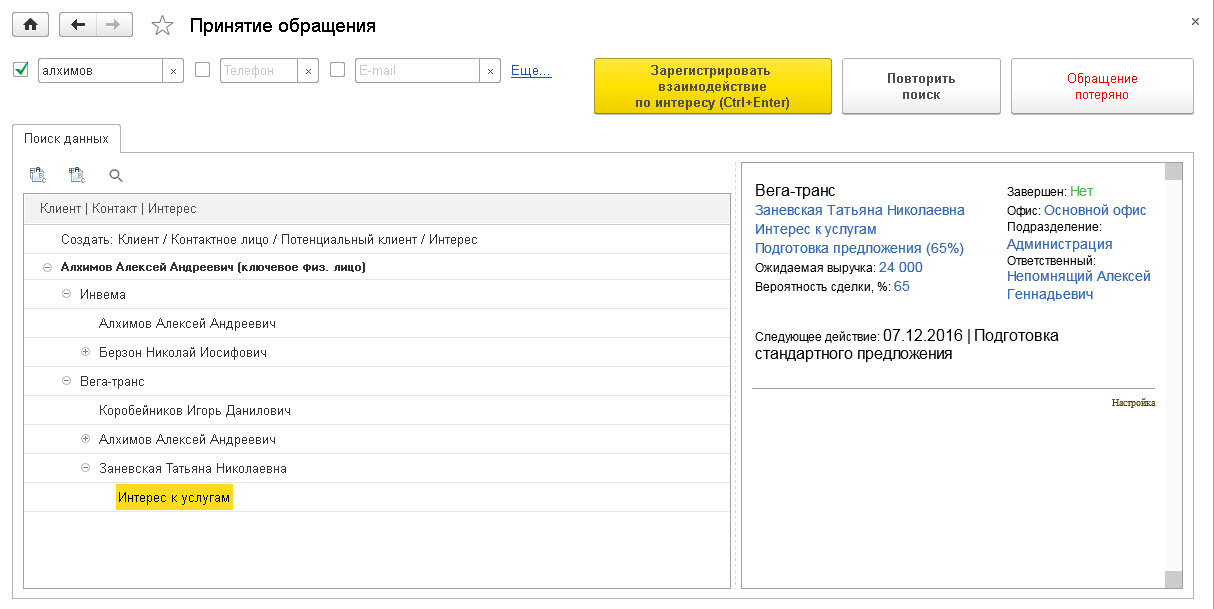 Принятие обращения
×
алхимов ×
Телефон ×
E-mail ×
Еще...
Зарегистрировать
взаимодействие
по интересу (Ctrl+Enter)
Повторить
поиск
Обращение
потеряно
Поиск данных
Клиент | Контакт | Интерес
Создать: Клиент / Контактное лицо / Потенциальный клиент / Интерес
Алхимов Алексей Андреевич (ключевое физ. лицо)
Инвема
Алхимов Алексей Андреевич
Берзон Николай Иосифович
Вега-транс
Коробейников Игорь Данилович
Алхимов Алексей Андреевич
Заневская Татьяна Николаевна
Интерес к услугам
Вега-транс
Заневская Татьяна Николаевна
Интерес к услугам
Подготовка предложения (65%)
Ожидаемая выручка: 24 000
Вероятность сделки, %: 65
Завершен: Нет
Офис: Основной офис
Подразделение:
Администрация
Ответственный:
Непомнящий Алексей
Геннадьевич
Следующее действие: 07.12.2016 | Подготовка
стандартного предложения
Настройка